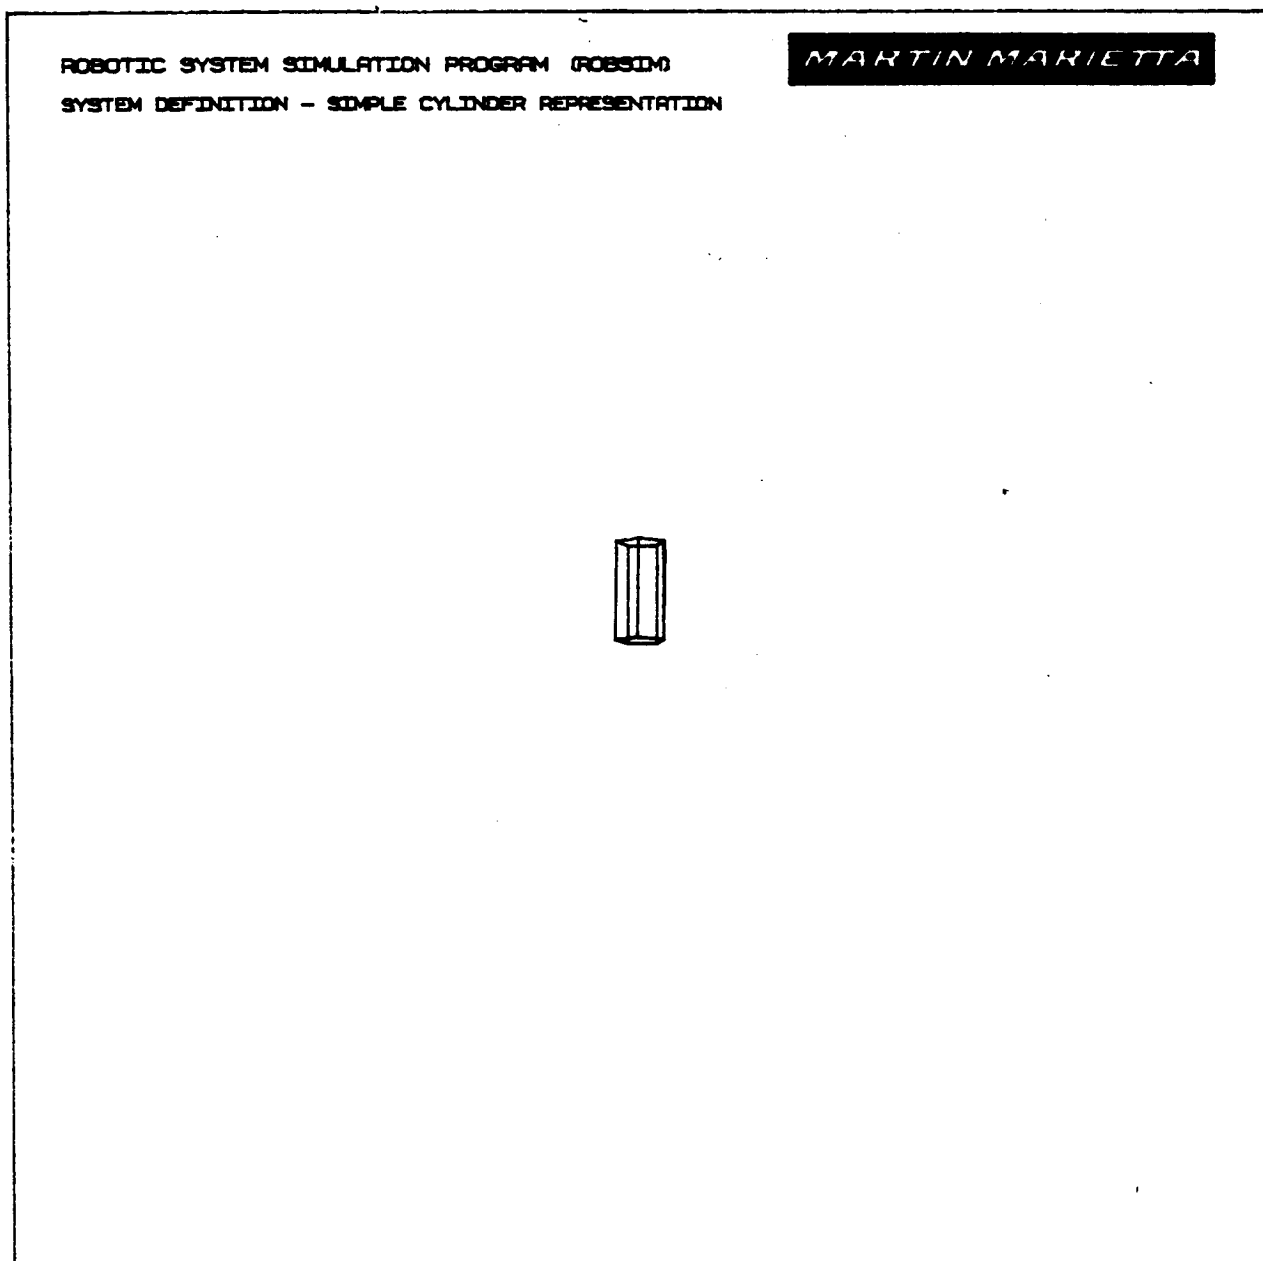 ROBOTIC SYSTEM SIMULATION PROGRAM (ROBSIM)
MARTIN MARIETTA
SYSTEM DEFINITION - SIMPLE CYLINDER REPRESENTATION